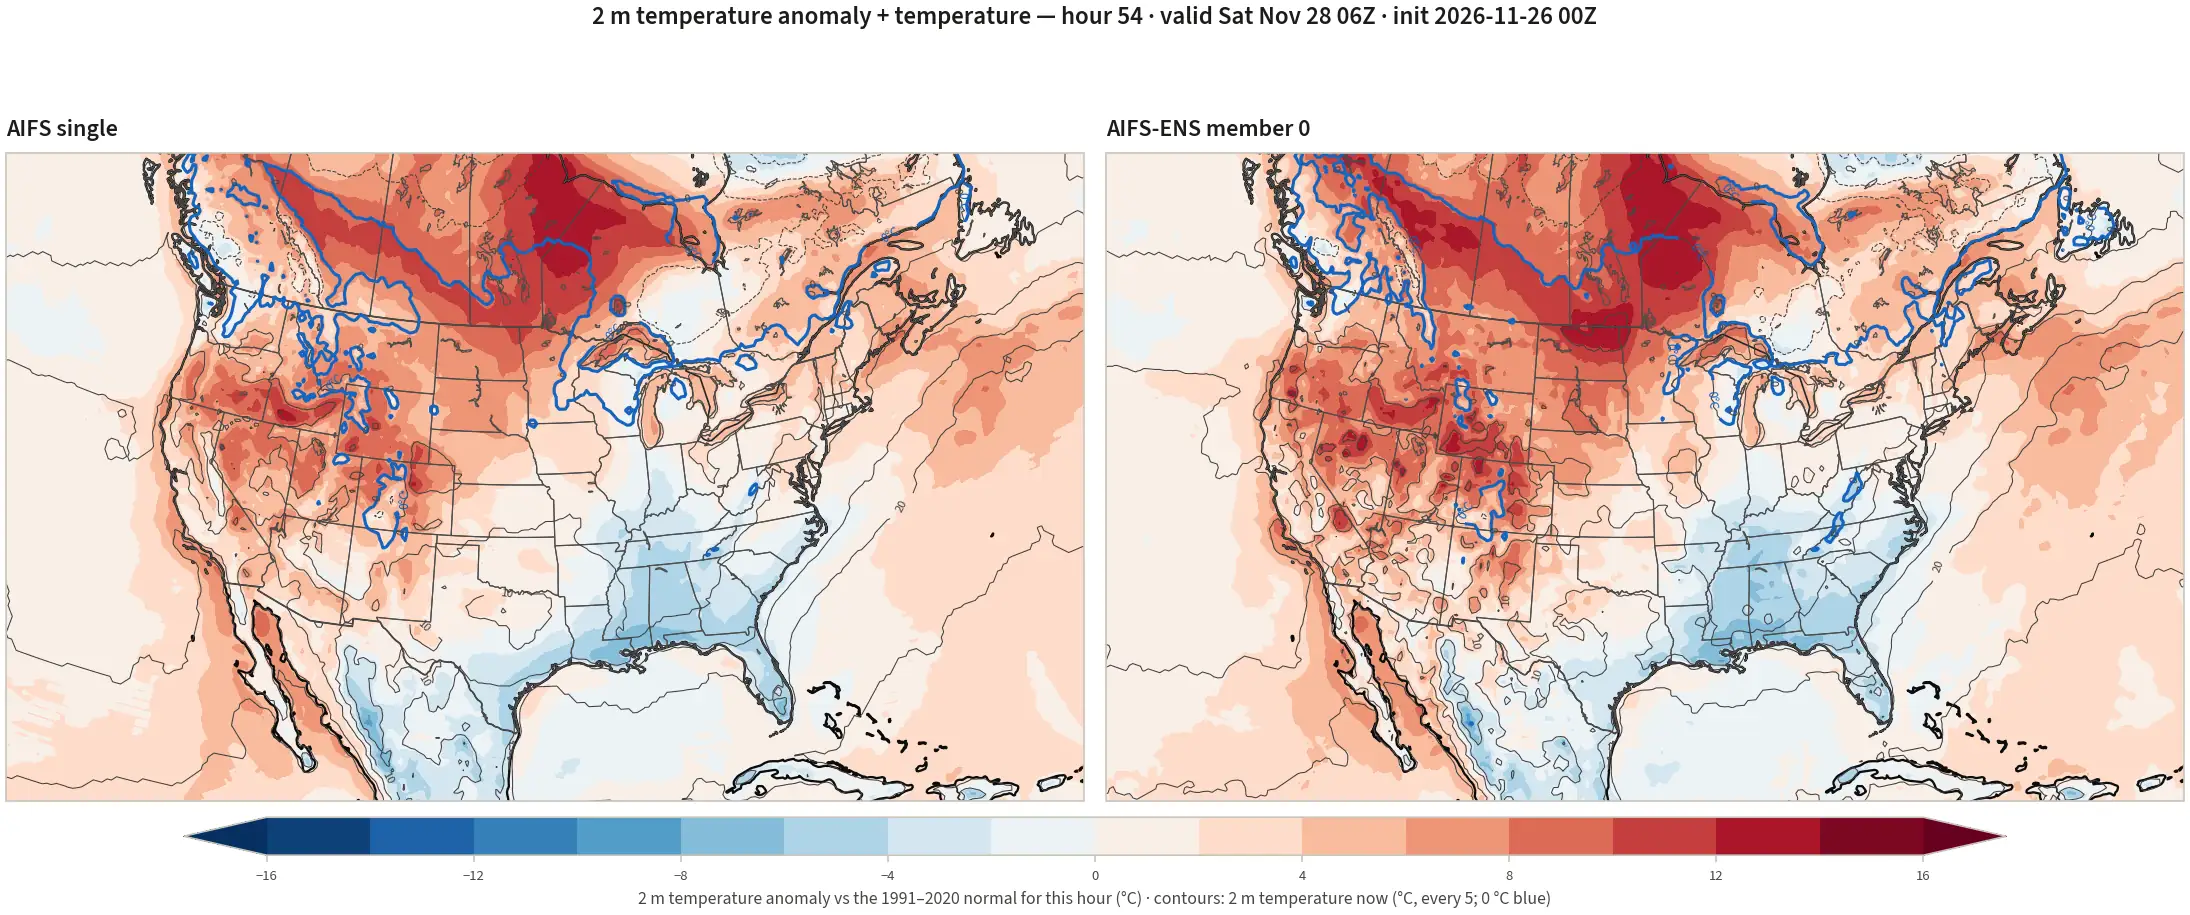 2 m temperature anomaly + temperature — hour 54 · valid Sat Nov 28 06Z · init 2026-11-26 00Z
AIFS single
AIFS-ENS member 0
−16 −12 −8 −4 0 4 8 12 16
2 m temperature anomaly vs the 1991–2020 normal for this hour (°C) · contours: 2 m temperature now (°C, every 5; 0 °C blue)